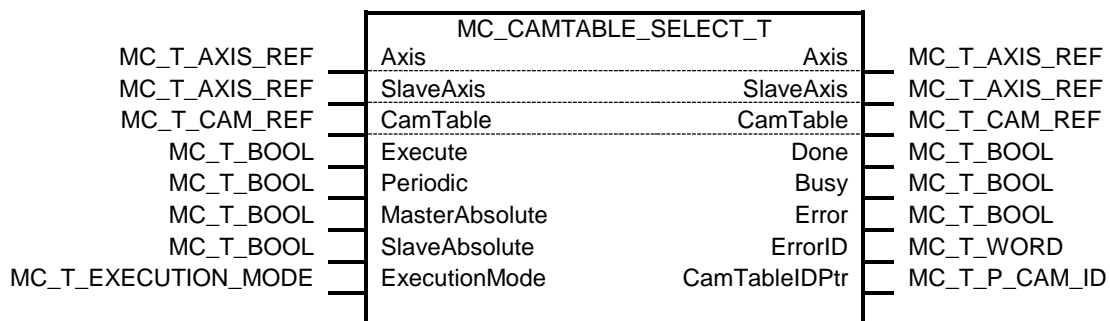 MC_CAMTABLE_SELECT_T
MC_T_AXIS_REF Axis Axis MC_T_AXIS_REF
MC_T_AXIS_REF SlaveAxis SlaveAxis MC_T_AXIS_REF
MC_T_CAM_REF CamTable CamTable MC_T_CAM_REF
MC_T_BOOL Execute Done MC_T_BOOL
MC_T_BOOL Periodic Busy MC_T_BOOL
MC_T_BOOL MasterAbsolute Error MC_T_BOOL
MC_T_BOOL SlaveAbsolute ErrorID MC_T_WORD
MC_T_EXECUTION_MODE ExecutionMode CamTableIDPtr MC_T_P_CAM_ID